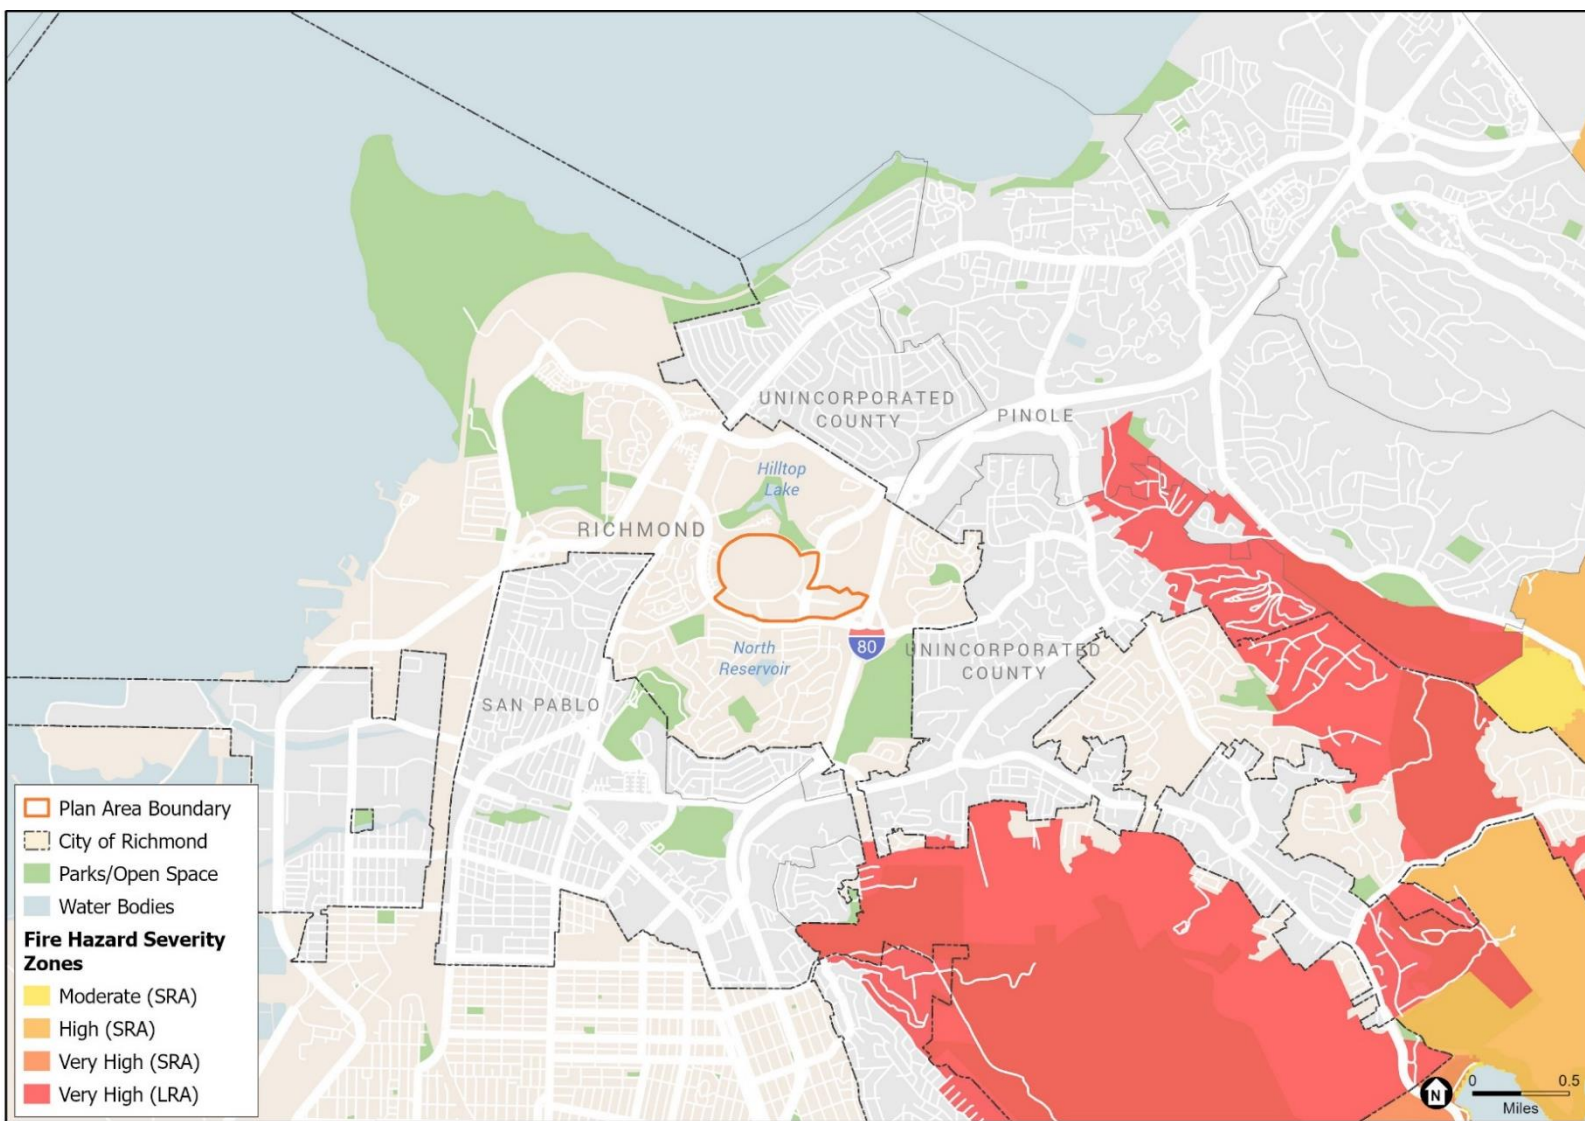 UNINCORPORATED
COUNTY
PINOLE
Hilltop
Lake
RICHMOND
80
North
Reservoir
UNINCORPORATED
COUNTY
SAN PABLO
Plan Area Boundary
City of Richmond
Parks/Open Space
Water Bodies
Fire Hazard Severity
Zones
Moderate (SRA)
High (SRA)
Very High (SRA)
Very High (LRA)
N
0 0.5
Miles